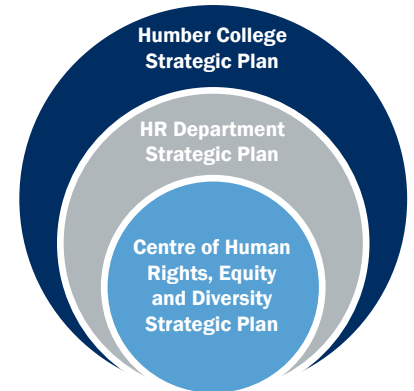 Humber College
Strategic Plan
HR Department
Strategic Plan
Centre of Human
Rights, Equity
and Diversity
Strategic Plan